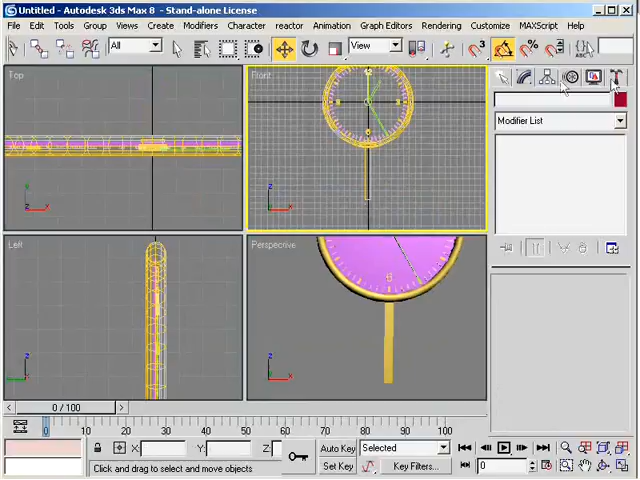 Untitled - Autodesk 3ds Max 8 - Stand-alone License
File Edit Tools Group Views Create Modifiers Character reactor Animation Graph Editors Rendering Customize MAXScript Help
All View
Top Front
Left Perspective
Modifier List
0 / 100
0 10 20 30 40 50 60 70 80 90 100
X: Y: Z: Auto Key Selected
Click and drag to select and move objects Set Key Key Filters... 0